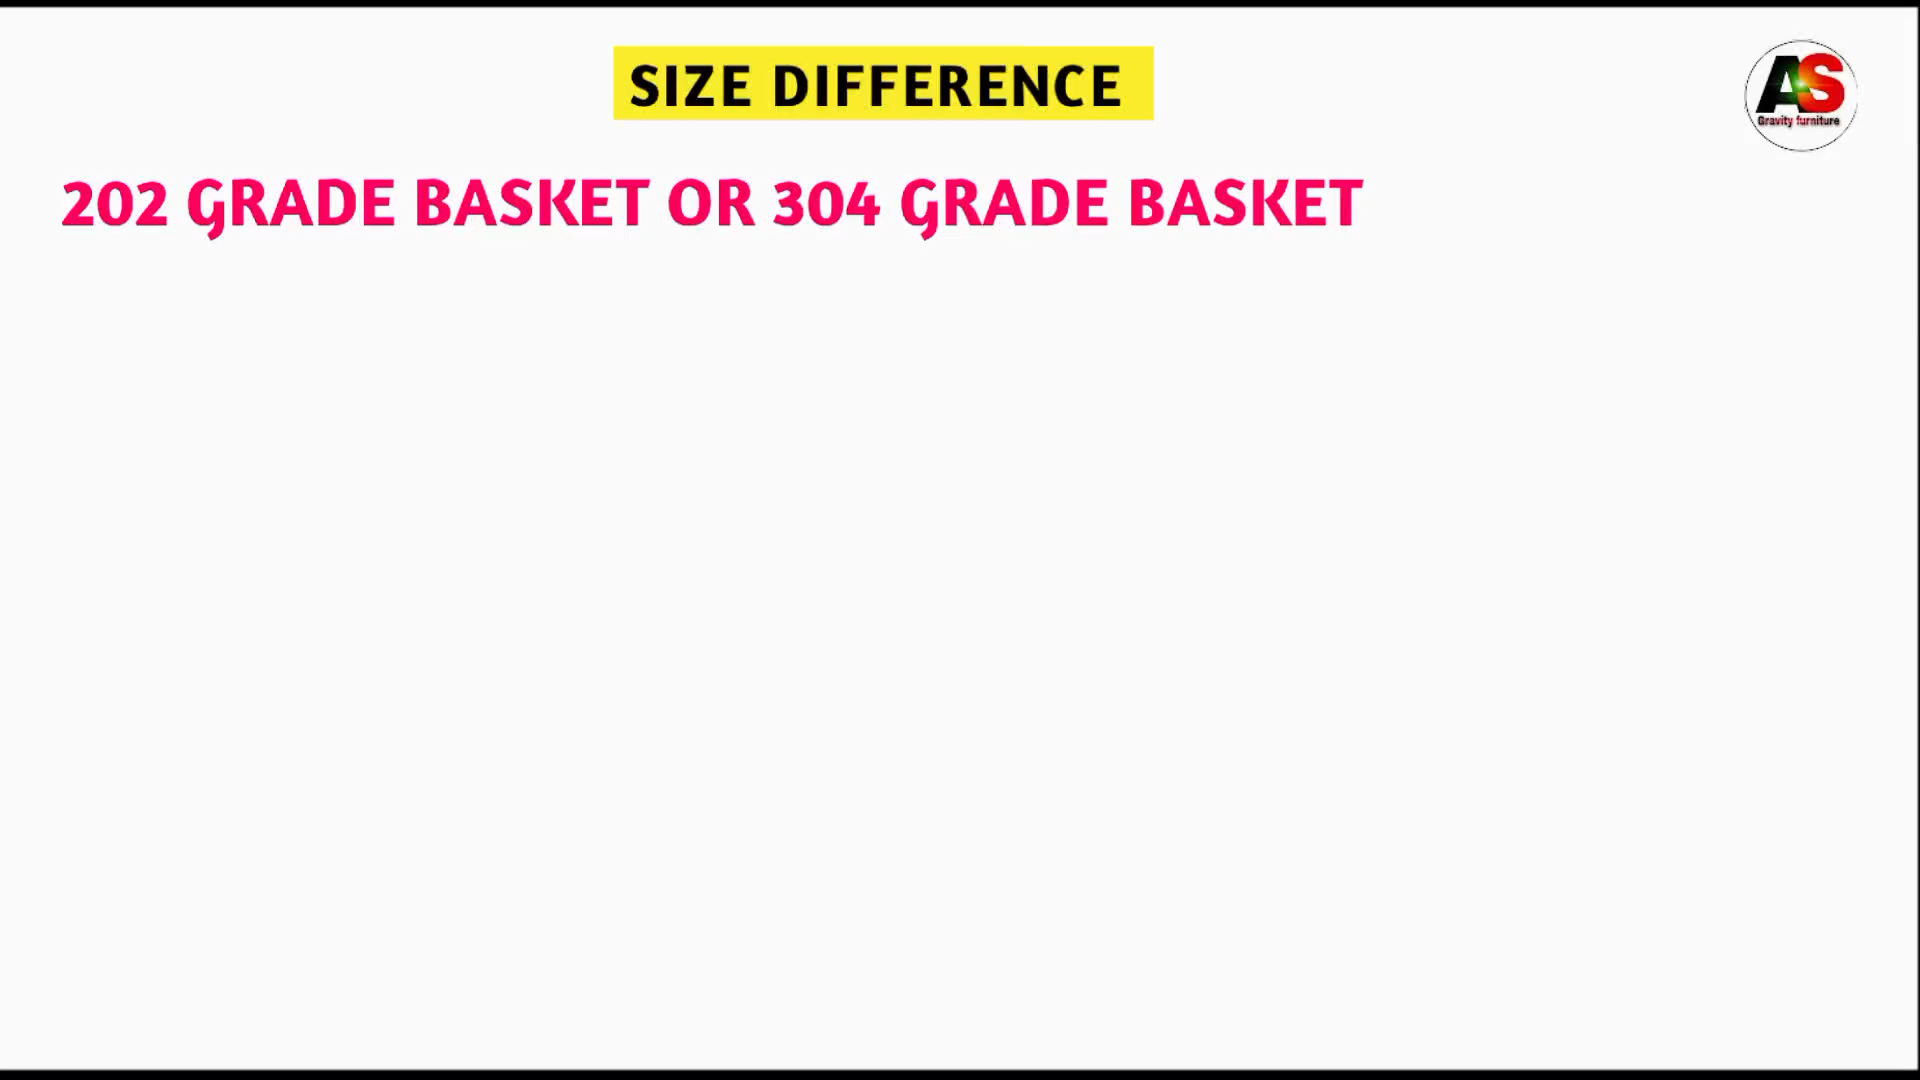 SIZE DIFFERENCE
AS
Gravity furniture
202 GRADE BASKET OR 304 GRADE BASKET